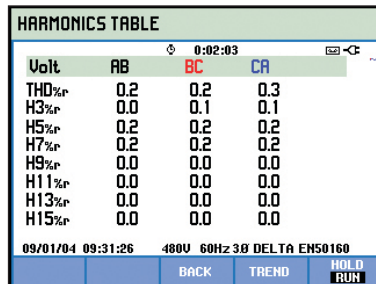 HARMONICS TABLE
0:02:03
Volt AB BC CA
THD%r 0.2 0.2 0.3
H3%r 0.0 0.1 0.1
H5%r 0.2 0.2 0.2
H7%r 0.2 0.2 0.2
H9%r 0.0 0.0 0.0
H11%r 0.0 0.0 0.0
H13%r 0.0 0.0 0.0
H15%r 0.0 0.0 0.0
09/01/04 09:31:26 480V 60Hz 3Ø DELTA EN50160
BACK TREND HOLD
RUN